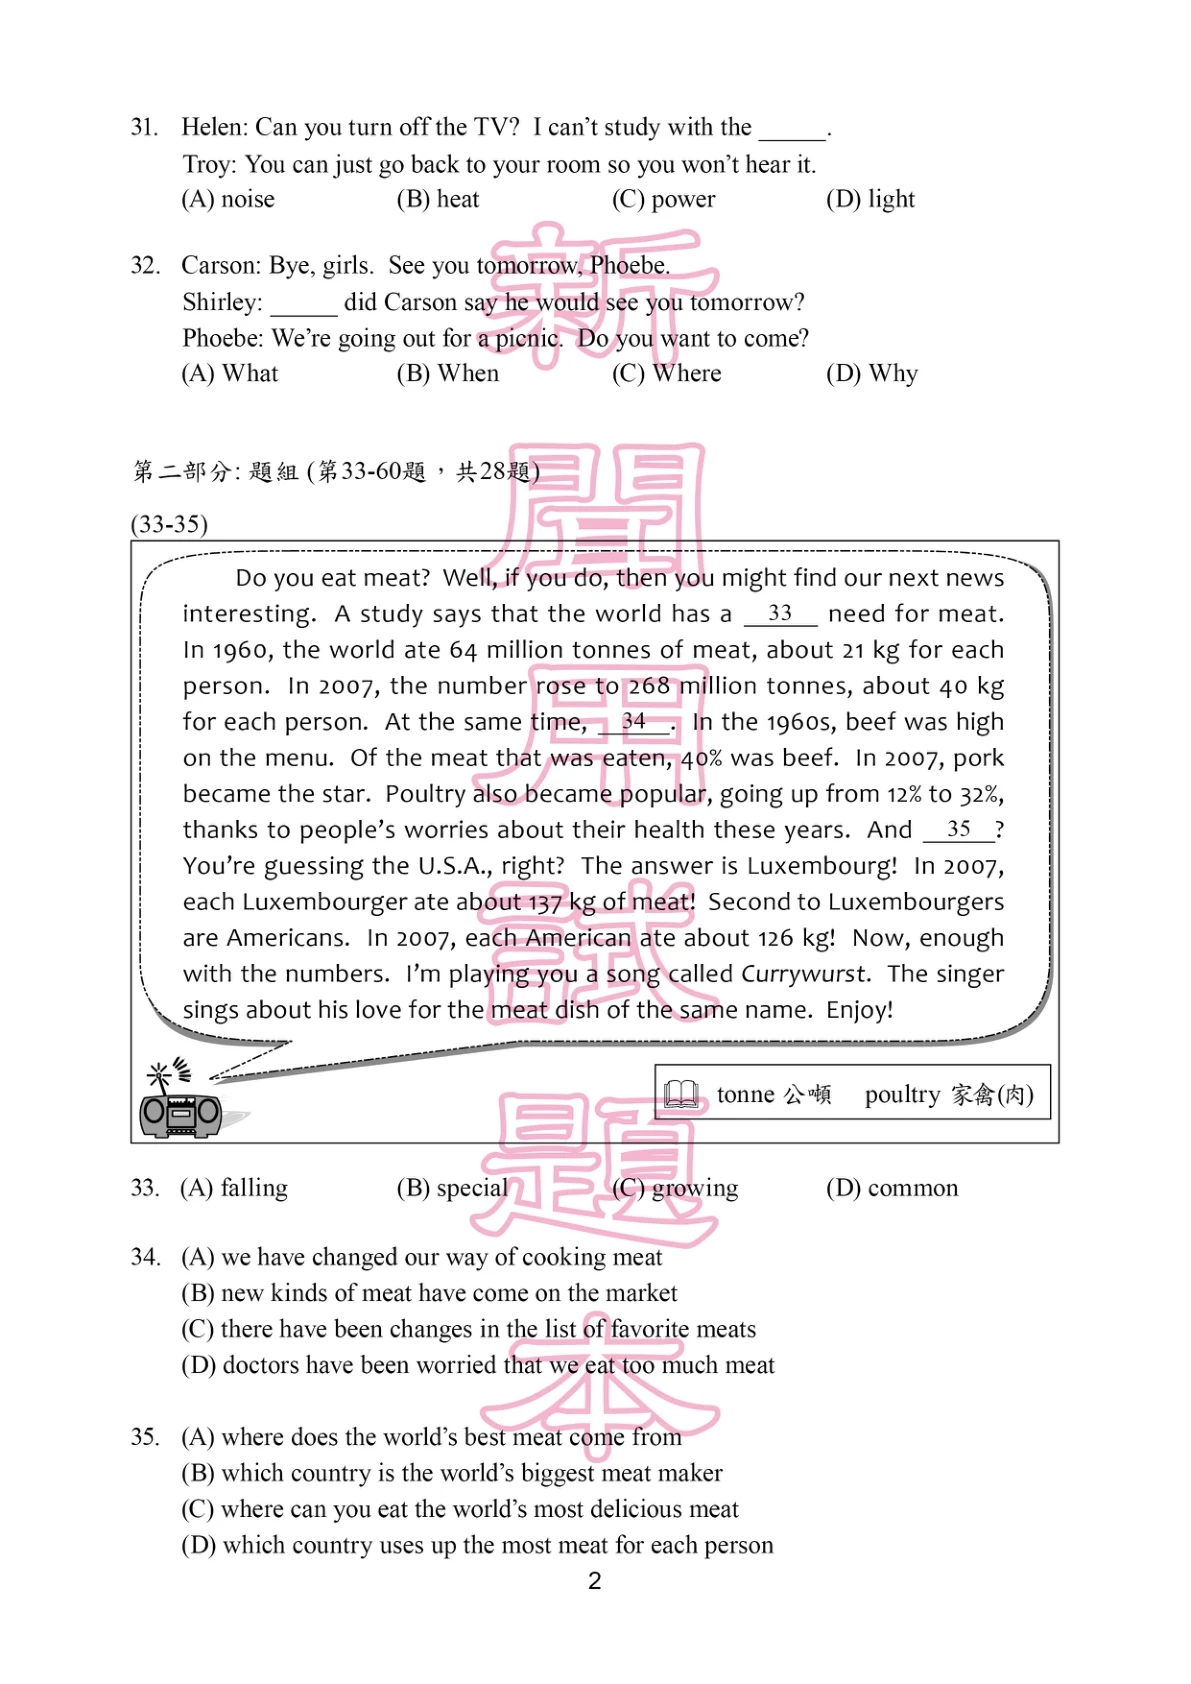 31. Helen: Can you turn off the TV? I can't study with the _____.
Troy: You can just go back to your room so you won't hear it.
(A) noise (B) heat (C) power (D) light
32. Carson: Bye, girls. See you tomorrow, Phoebe.
Shirley: _____ did Carson say he would see you tomorrow?
Phoebe: We're going out for a picnic. Do you want to come?
(A) What (B) When (C) Where (D) Why
第二部分: 題組 (第33-60題，共28題)
(33-35)
Do you eat meat? Well, if you do, then you might find our next news
interesting. A study says that the world has a 33 need for meat.
In 1960, the world ate 64 million tonnes of meat, about 21 kg for each
person. In 2007, the number rose to 268 million tonnes, about 40 kg
for each person. At the same time, 34 . In the 1960s, beef was high
on the menu. Of the meat that was eaten, 40% was beef. In 2007, pork
became the star. Poultry also became popular, going up from 12% to 32%,
thanks to people's worries about their health these years. And 35 ?
You're guessing the U.S.A., right? The answer is Luxembourg! In 2007,
each Luxembourger ate about 137 kg of meat! Second to Luxembourgers
are Americans. In 2007, each American ate about 126 kg! Now, enough
with the numbers. I'm playing you a song called Currywurst. The singer
sings about his love for the meat dish of the same name. Enjoy!
tonne 公噸 poultry 家禽(肉)
33. (A) falling (B) special (C) growing (D) common
34. (A) we have changed our way of cooking meat
(B) new kinds of meat have come on the market
(C) there have been changes in the list of favorite meats
(D) doctors have been worried that we eat too much meat
35. (A) where does the world's best meat come from
(B) which country is the world's biggest meat maker
(C) where can you eat the world's most delicious meat
(D) which country uses up the most meat for each person
2
新聞用試題本